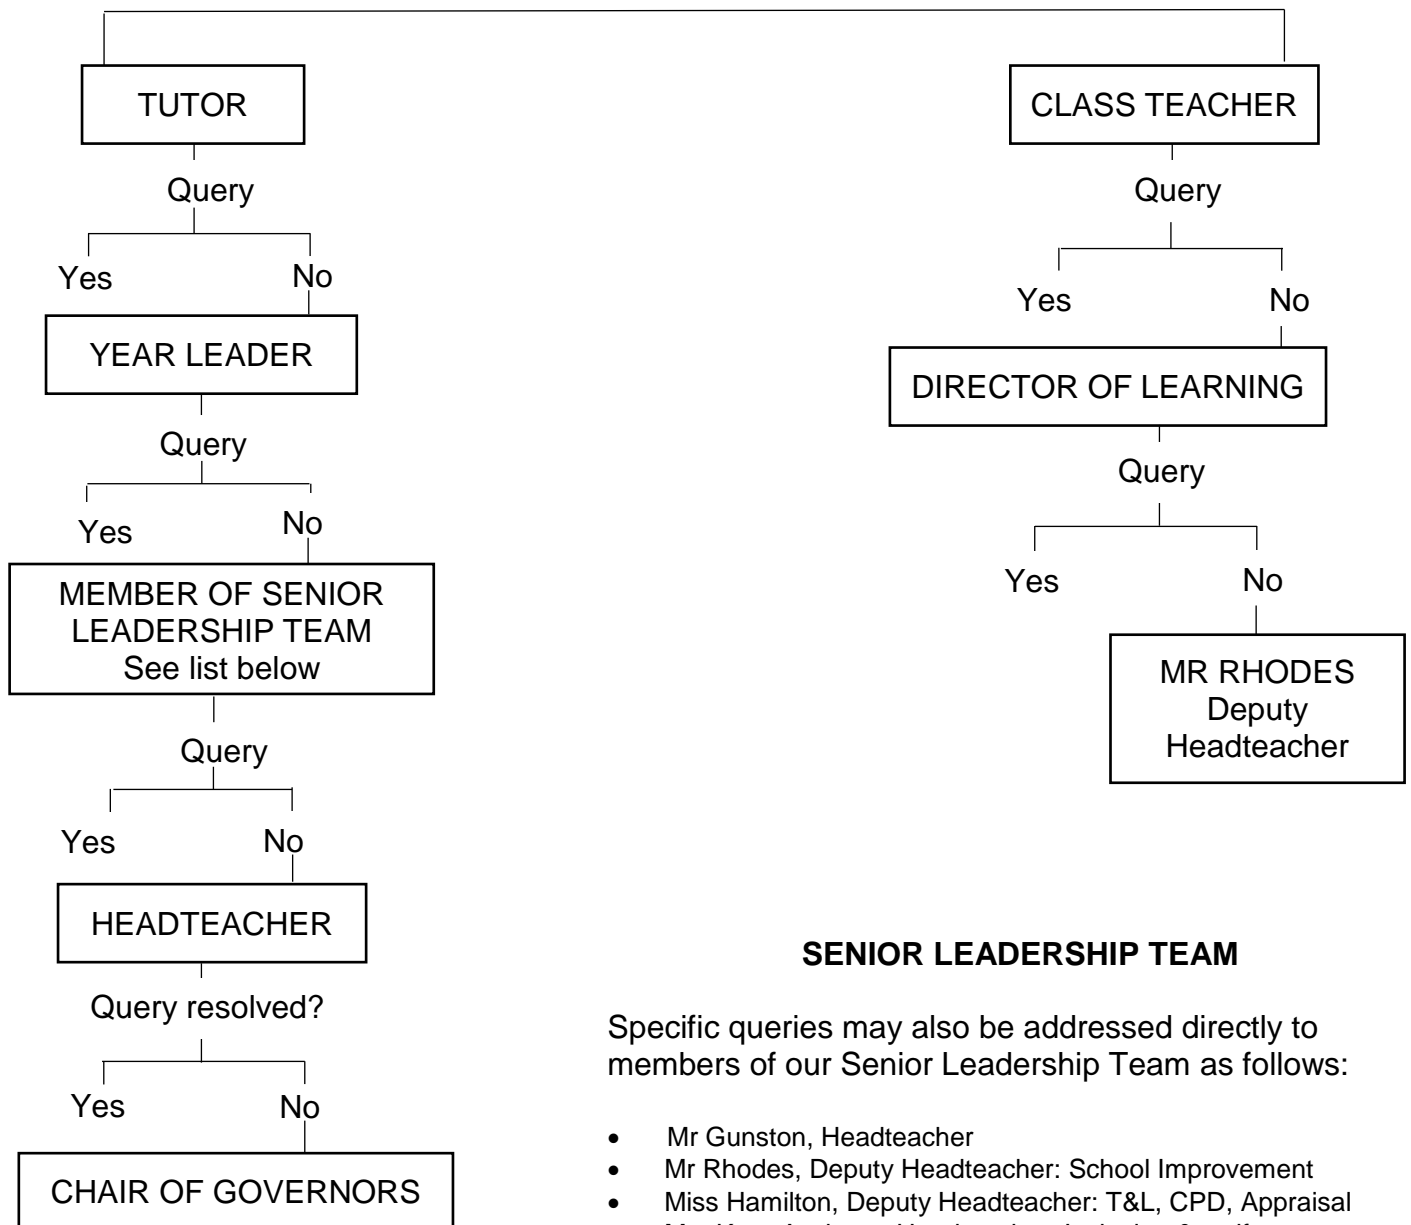 TUTOR
Query
Yes No
YEAR LEADER
Query
Yes No
MEMBER OF SENIOR
LEADERSHIP TEAM
See list below
Query
Yes No
HEADTEACHER
Query resolved?
Yes No
CHAIR OF GOVERNORS
CLASS TEACHER
Query
Yes No
DIRECTOR OF LEARNING
Query
Yes No
MR RHODES
Deputy
Headteacher
SENIOR LEADERSHIP TEAM
Specific queries may also be addressed directly to
members of our Senior Leadership Team as follows:
• Mr Gunston, Headteacher
• Mr Rhodes, Deputy Headteacher: School Improvement
• Miss Hamilton, Deputy Headteacher: T&L, CPD, Appraisal